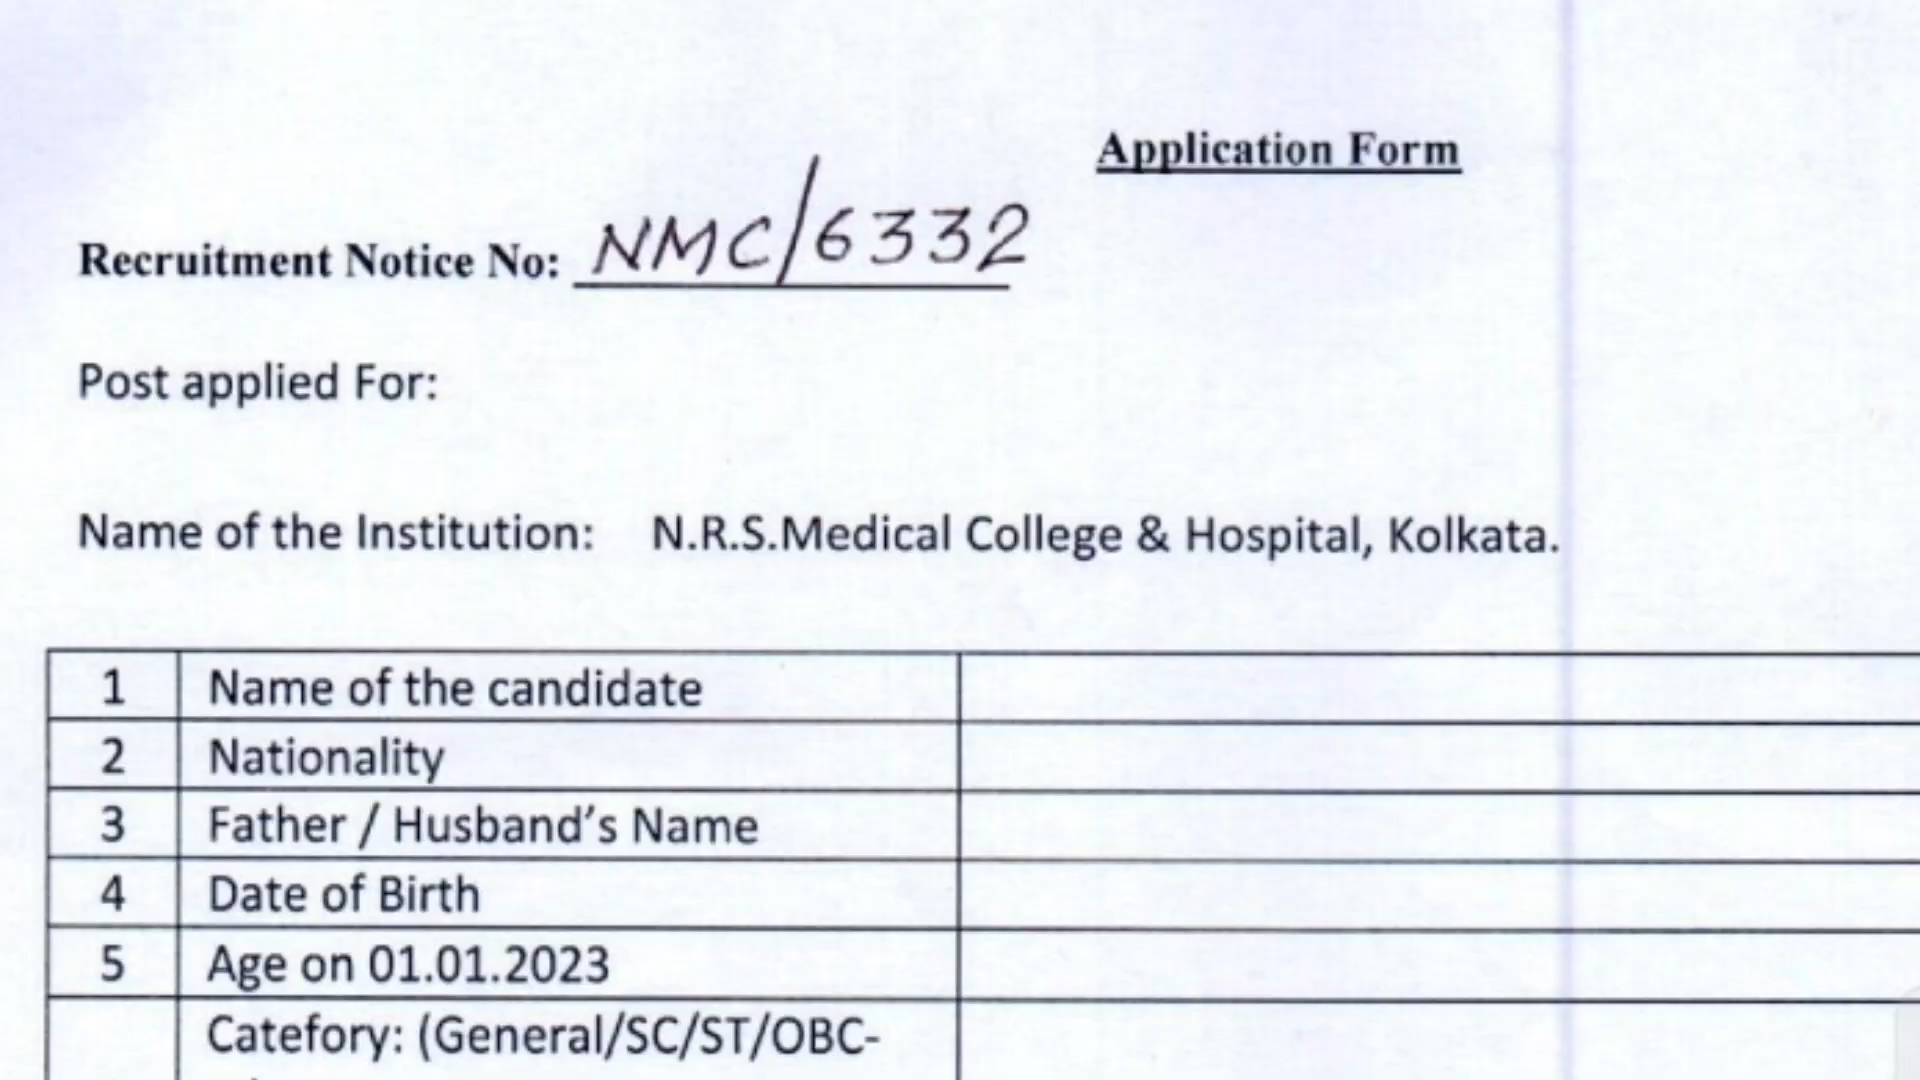 Application Form
Recruitment Notice No: NMC/6332
Post applied For:
Name of the Institution: N.R.S.Medical College & Hospital, Kolkata.
1 Name of the candidate
2 Nationality
3 Father / Husband’s Name
4 Date of Birth
5 Age on 01.01.2023
Catefory: (General/SC/ST/OBC-